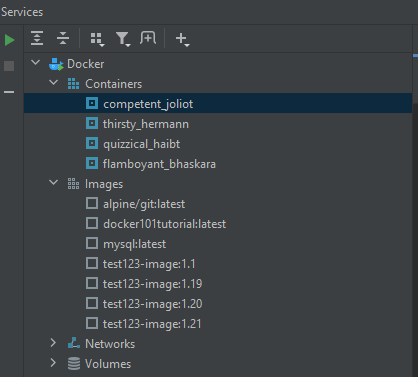 Services
Docker
Containers
competent_joliot
thirsty_hermann
quizzical_haibt
flamboyant_bhaskara
Images
alpine/git:latest
docker101tutorial:latest
mysql:latest
test123-image:1.1
test123-image:1.19
test123-image:1.20
test123-image:1.21
Networks
Volumes